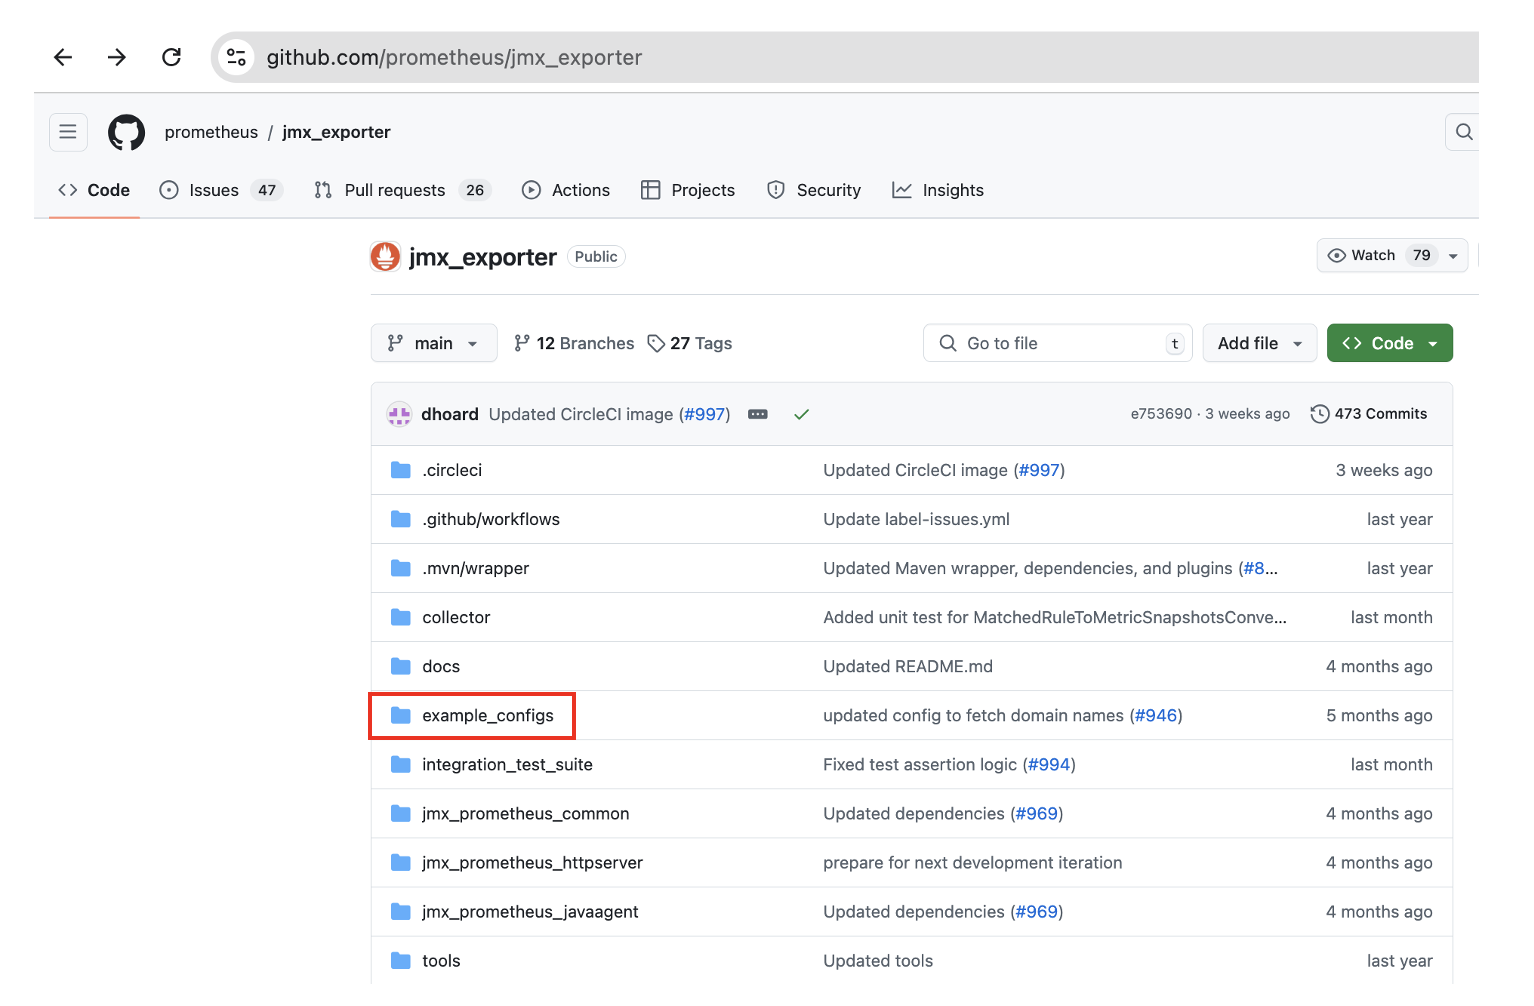 github.com/prometheus/jmx_exporter
prometheus / jmx_exporter
Code Issues 47 Pull requests 26 Actions Projects Security Insights
jmx_exporter Public Watch 79
main 12 Branches 27 Tags Go to file t Add file Code
dhoard Updated CircleCI image (#997) e753690 · 3 weeks ago 473 Commits
.circleci Updated CircleCI image (#997) 3 weeks ago
.github/workflows Update label-issues.yml last year
.mvn/wrapper Updated Maven wrapper, dependencies, and plugins (#8... last year
collector Added unit test for MatchedRuleToMetricSnapshotsConve... last month
docs Updated README.md 4 months ago
example_configs updated config to fetch domain names (#946) 5 months ago
integration_test_suite Fixed test assertion logic (#994) last month
jmx_prometheus_common Updated dependencies (#969) 4 months ago
jmx_prometheus_httpserver prepare for next development iteration 4 months ago
jmx_prometheus_javaagent Updated dependencies (#969) 4 months ago
tools Updated tools last year